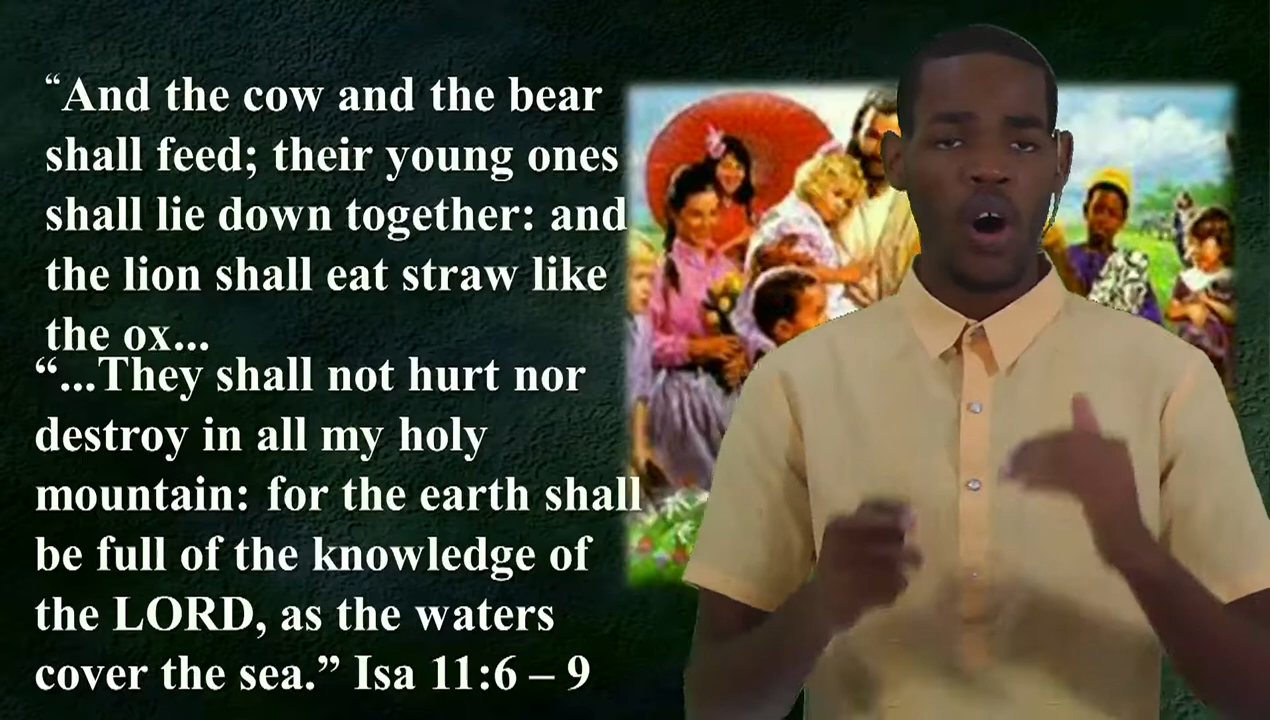 “And the cow and the bear
shall feed; their young ones
shall lie down together: and
the lion shall eat straw like
the ox...
“...They shall not hurt nor
destroy in all my holy
mountain: for the earth shall
be full of the knowledge of
the LORD, as the waters
cover the sea.” Isa 11:6 – 9